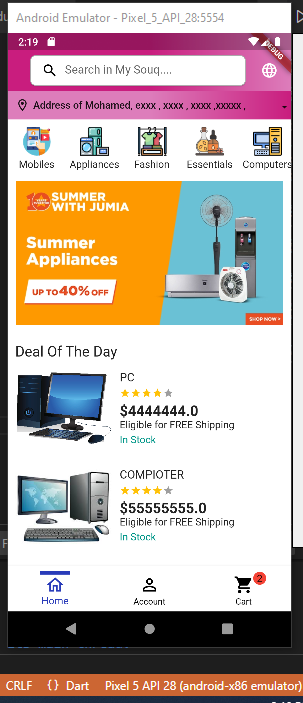 Android Emulator - Pixel_5_API_28:5554
2:19
DEBUG
Search in My Souq....
Address of Mohamed, exxx , xxxx , xxxx ,xxxxx ,
Mobiles Appliances Fashion Essentials Computers
10 SUMMER
WITH JUMIA
Summer
Appliances
UP TO 40% OFF
SHOP NOW >
Deal Of The Day
PC
$4444444.0
Eligible for FREE Shipping
In Stock
COMPIOTER
$55555555.0
Eligible for FREE Shipping
In Stock
2
Home Account Cart
CRLF {} Dart Pixel 5 API 28 (android-x86 emulator)